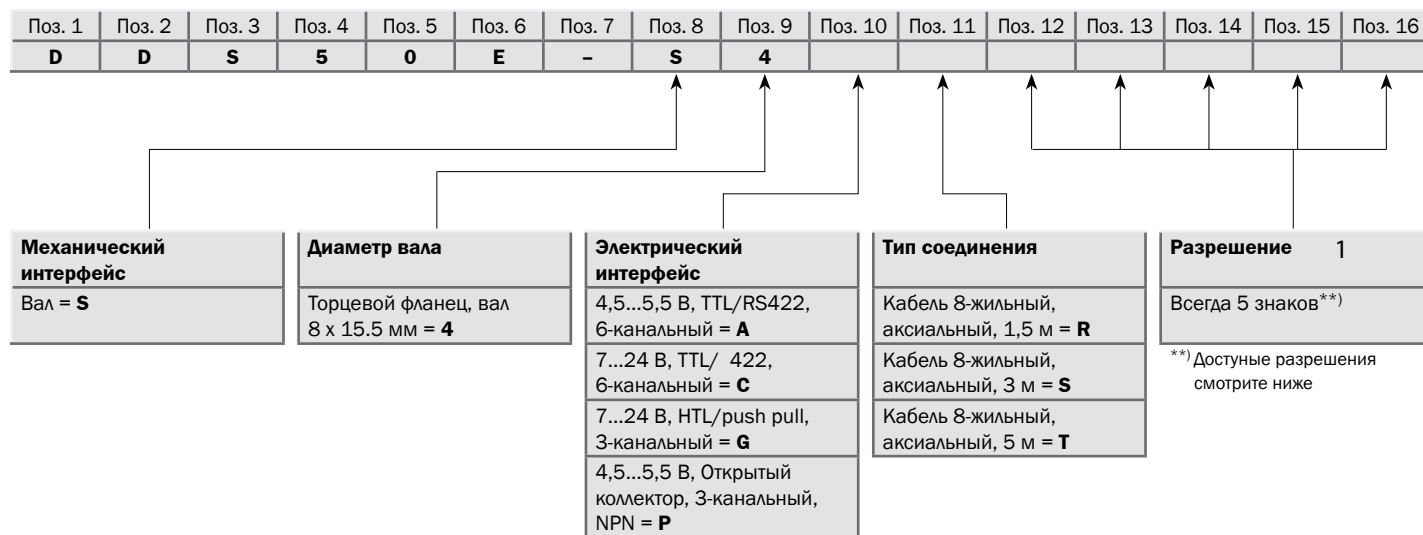 Поз. 1 Поз. 2 Поз. 3 Поз. 4 Поз. 5 Поз. 6 Поз. 7 Поз. 8 Поз. 9 Поз. 10 Поз. 11 Поз. 12 Поз. 13 Поз. 14 Поз. 15 Поз. 16
D D S 5 0 E – S 4
Механический
интерфейс
Вал = S
Диаметр вала
Торцевой фланец, вал
8 x 15.5 мм = 4
Электрический
интерфейс
4,5...5,5 В, TTL/RS422,
6-канальный = A
7...24 В, TTL/ 422,
6-канальный = C
7...24 В, HTL/push pull,
3-канальный = G
4,5...5,5 В, Открытый
коллектор, 3-канальный,
NPN = P
Тип соединения
Кабель 8-жильный,
аксиальный, 1,5 м = R
Кабель 8-жильный,
аксиальный, 3 м = S
Кабель 8-жильный,
аксиальный, 5 м = T
Разрешение 1
Всегда 5 знаков**)
**) Достуные разрешения
смотрите ниже